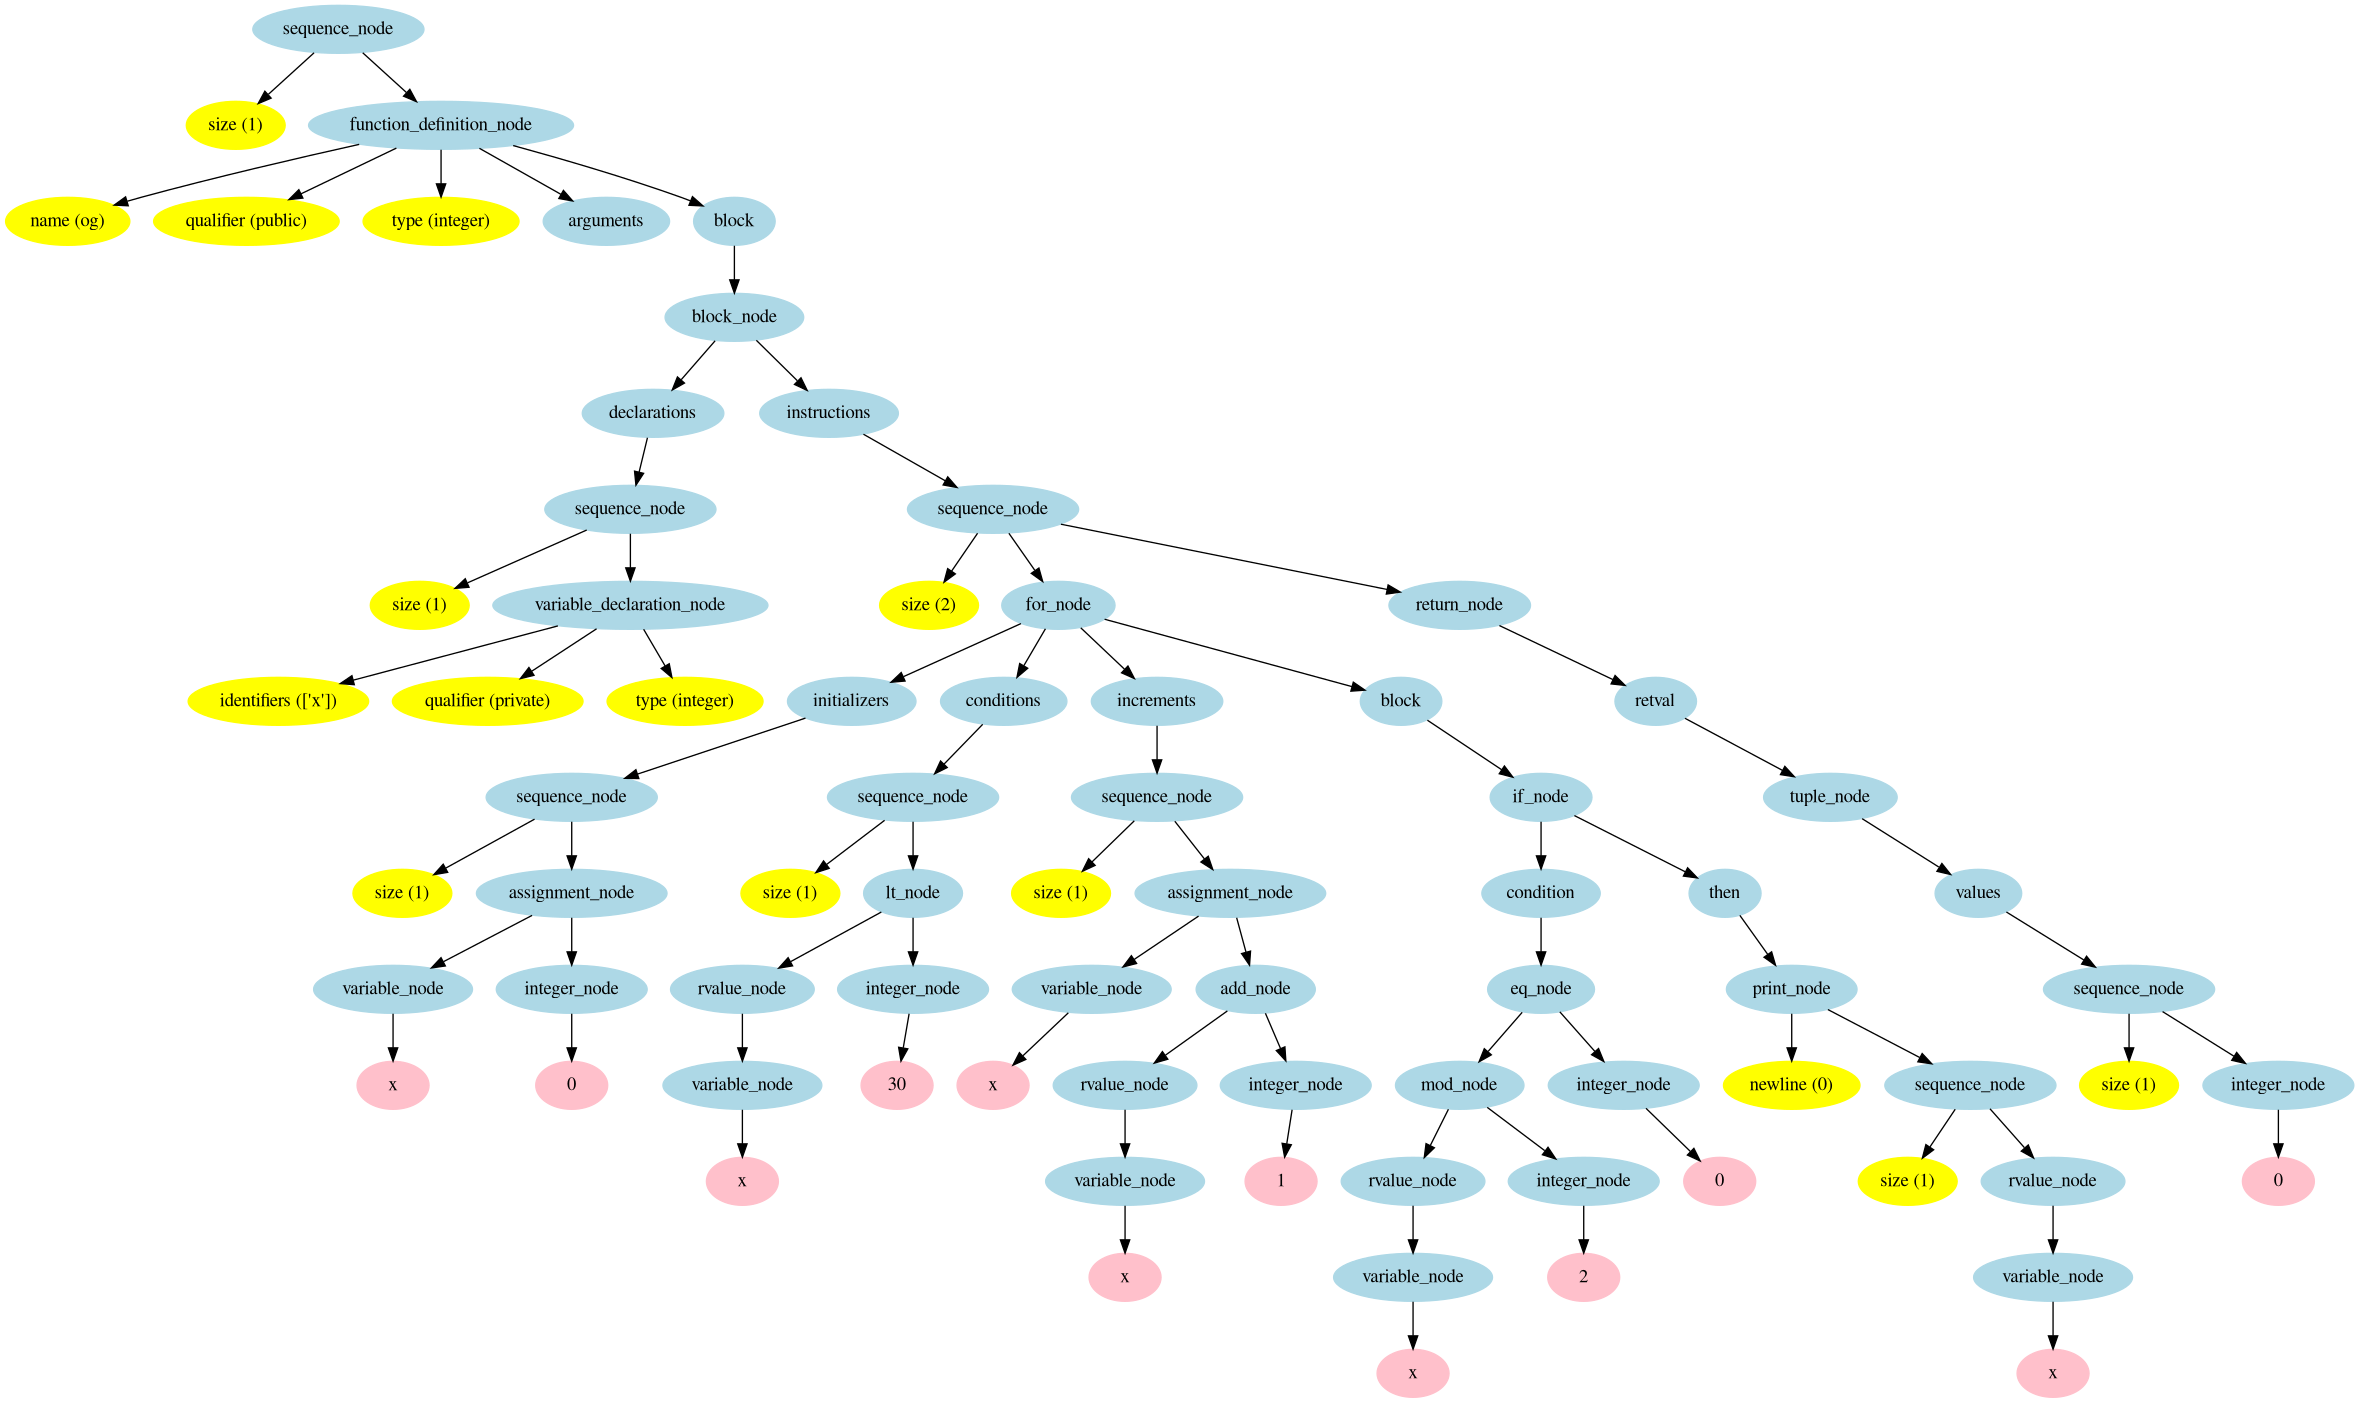 sequence_node
size (1)
function_definition_node
name (og)
qualifier (public)
type (integer)
arguments
block
block_node
declarations
instructions
sequence_node
sequence_node
size (1)
variable_declaration_node
size (2)
for_node
return_node
identifiers (['x'])
qualifier (private)
type (integer)
initializers
conditions
increments
block
retval
sequence_node
sequence_node
sequence_node
if_node
tuple_node
size (1)
assignment_node
size (1)
lt_node
size (1)
assignment_node
condition
then
values
variable_node
integer_node
rvalue_node
integer_node
variable_node
add_node
eq_node
print_node
sequence_node
x
0
variable_node
30
x
rvalue_node
integer_node
mod_node
integer_node
newline (0)
sequence_node
size (1)
integer_node
x
variable_node
1
rvalue_node
integer_node
0
size (1)
rvalue_node
0
x
variable_node
2
variable_node
x
x